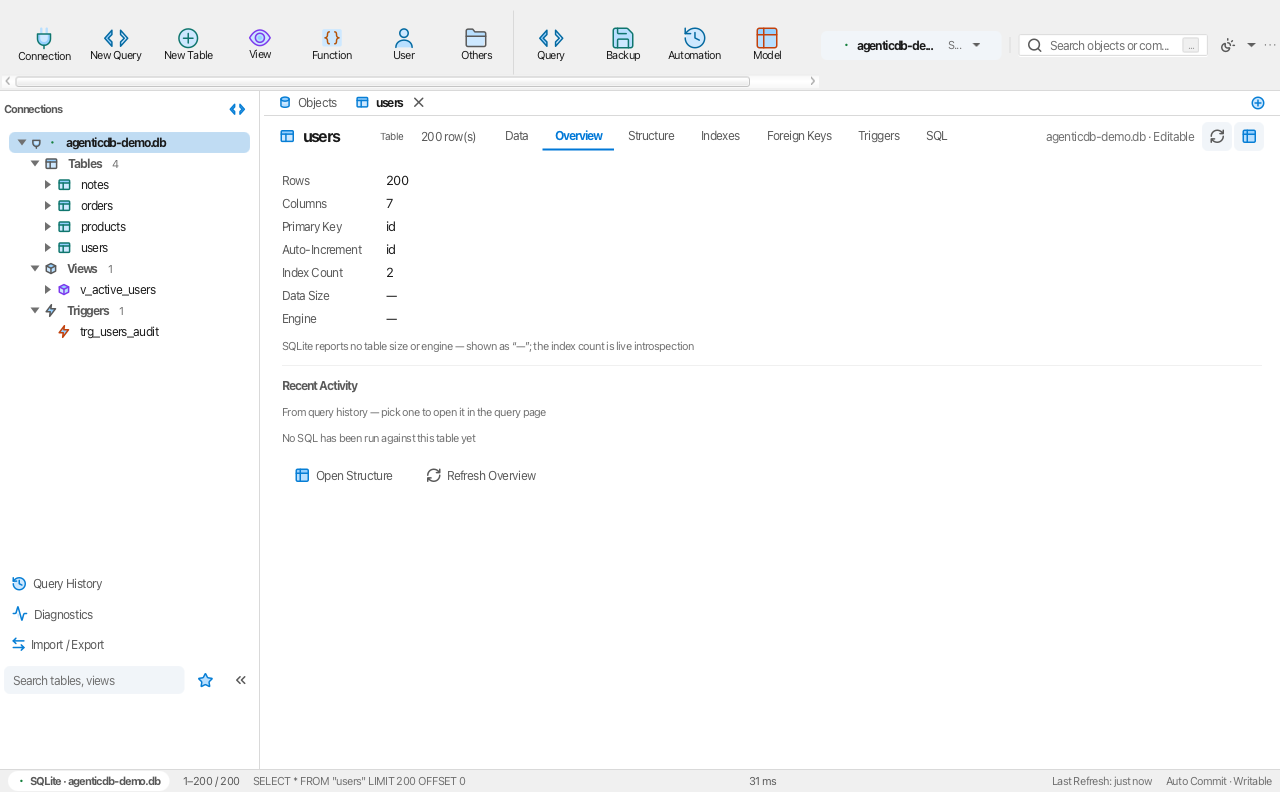 Connection
New Query
New Table
View
Function
User
Others
Query
Backup
Automation
Model
agenticdb-de... S...
Search objects or com... ...
Connections
agenticdb-demo.db
Tables 4
notes
orders
products
users
Views 1
v_active_users
Triggers 1
trg_users_audit
Query History
Diagnostics
Import / Export
Search tables, views
Objects
users
users Table 200 row(s)
Data
Overview
Structure
Indexes
Foreign Keys
Triggers
SQL
agenticdb-demo.db · Editable
Rows 200
Columns 7
Primary Key id
Auto-Increment id
Index Count 2
Data Size —
Engine —
SQLite reports no table size or engine — shown as “—”; the index count is live introspection
Recent Activity
From query history — pick one to open it in the query page
No SQL has been run against this table yet
Open Structure
Refresh Overview
SQLite · agenticdb-demo.db
1–200 / 200
SELECT * FROM "users" LIMIT 200 OFFSET 0
31 ms
Last Refresh: just now
Auto Commit · Writable